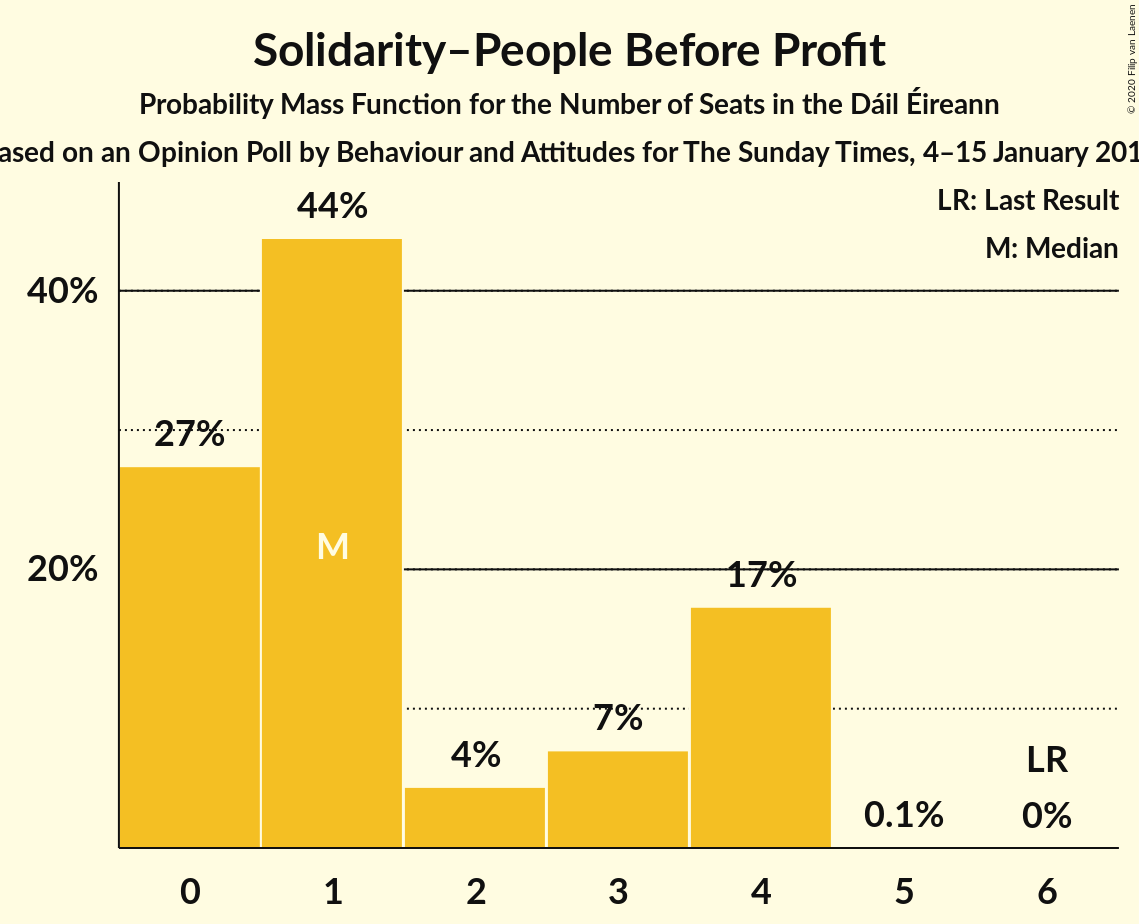 Solidarity–People Before Profit
Probability Mass Function for the Number of Seats in the Dáil Éireann
ased on an Opinion Poll by Behaviour and Attitudes for The Sunday Times, 4–15 January 201
© 2020 Filip van Laenen
LR: Last Result
M: Median
44%
40%
27%
M
20%
17%
7%
4%
LR
0.1%
0%
0 1 2 3 4 5 6